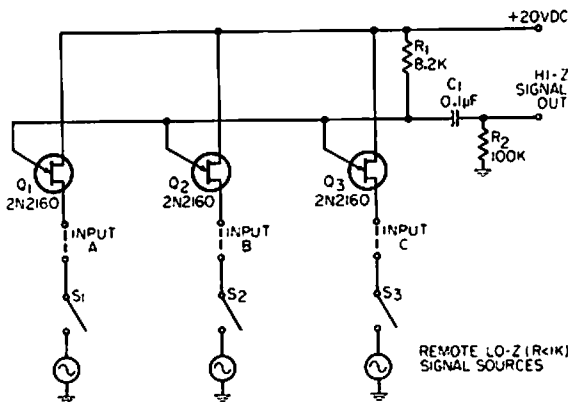 +20VDC
R1
8.2K
C1
0.1µF
HI-Z
SIGNAL
OUT
R2
100K
Q1
2N2160
Q2
2N2160
Q3
2N2160
INPUT
A
INPUT
B
INPUT
C
S1
S2
S3
REMOTE LO-Z (R<1K)
SIGNAL SOURCES